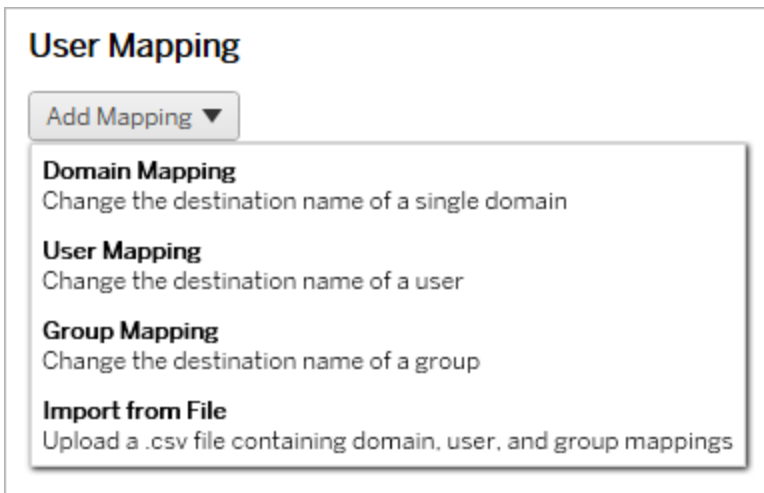 User Mapping
Add Mapping ▼
Domain Mapping
Change the destination name of a single domain
User Mapping
Change the destination name of a user
Group Mapping
Change the destination name of a group
Import from File
Upload a .csv file containing domain, user, and group mappings